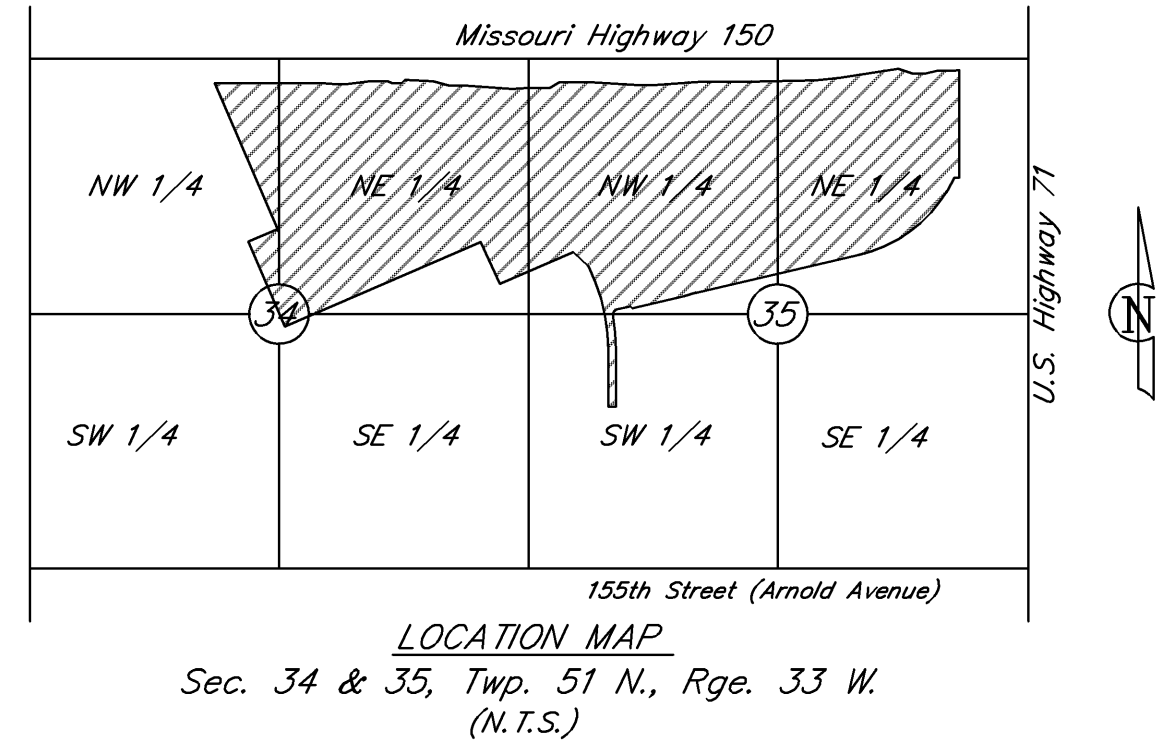 Missouri Highway 150
NW 1/4
NE 1/4
NW 1/4
NE 1/4
U.S. Highway 71
N
34
35
SW 1/4
SE 1/4
SW 1/4
SE 1/4
155th Street (Arnold Avenue)
LOCATION MAP
Sec. 34 & 35, Twp. 51 N., Rge. 33 W.
(N.T.S.)